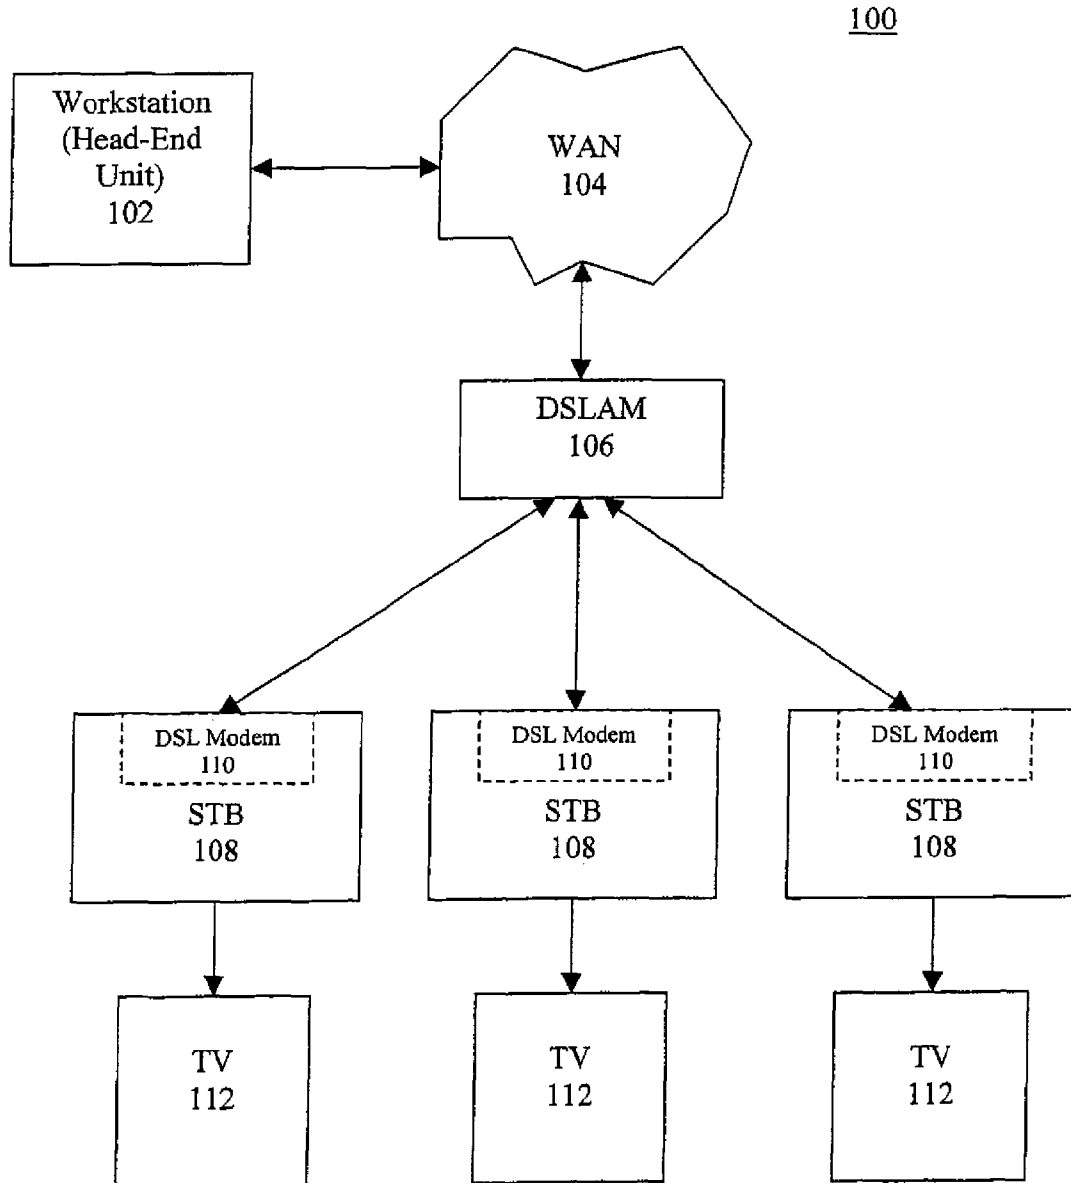 100
Workstation
(Head-End
Unit)
102
WAN
104
DSLAM
106
DSL Modem
110
STB
108
DSL Modem
110
STB
108
DSL Modem
110
STB
108
TV
112
TV
112
TV
112